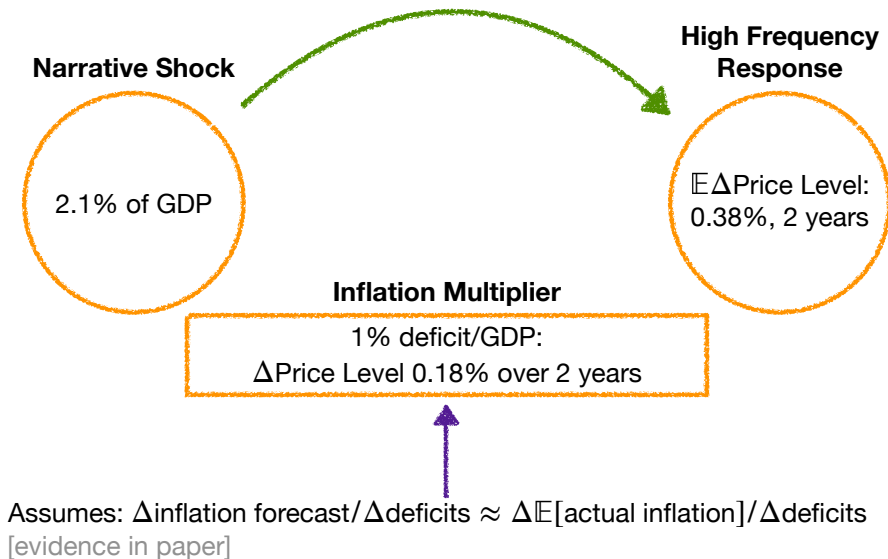 Narrative Shock
High Frequency
Response
2.1% of GDP
𝔼ΔPrice Level:
0.38%, 2 years
Inflation Multiplier
1% deficit/GDP:
ΔPrice Level 0.18% over 2 years
Assumes: Δinflation forecast/Δdeficits ≈ Δ𝔼[actual inflation]/Δdeficits
[evidence in paper]